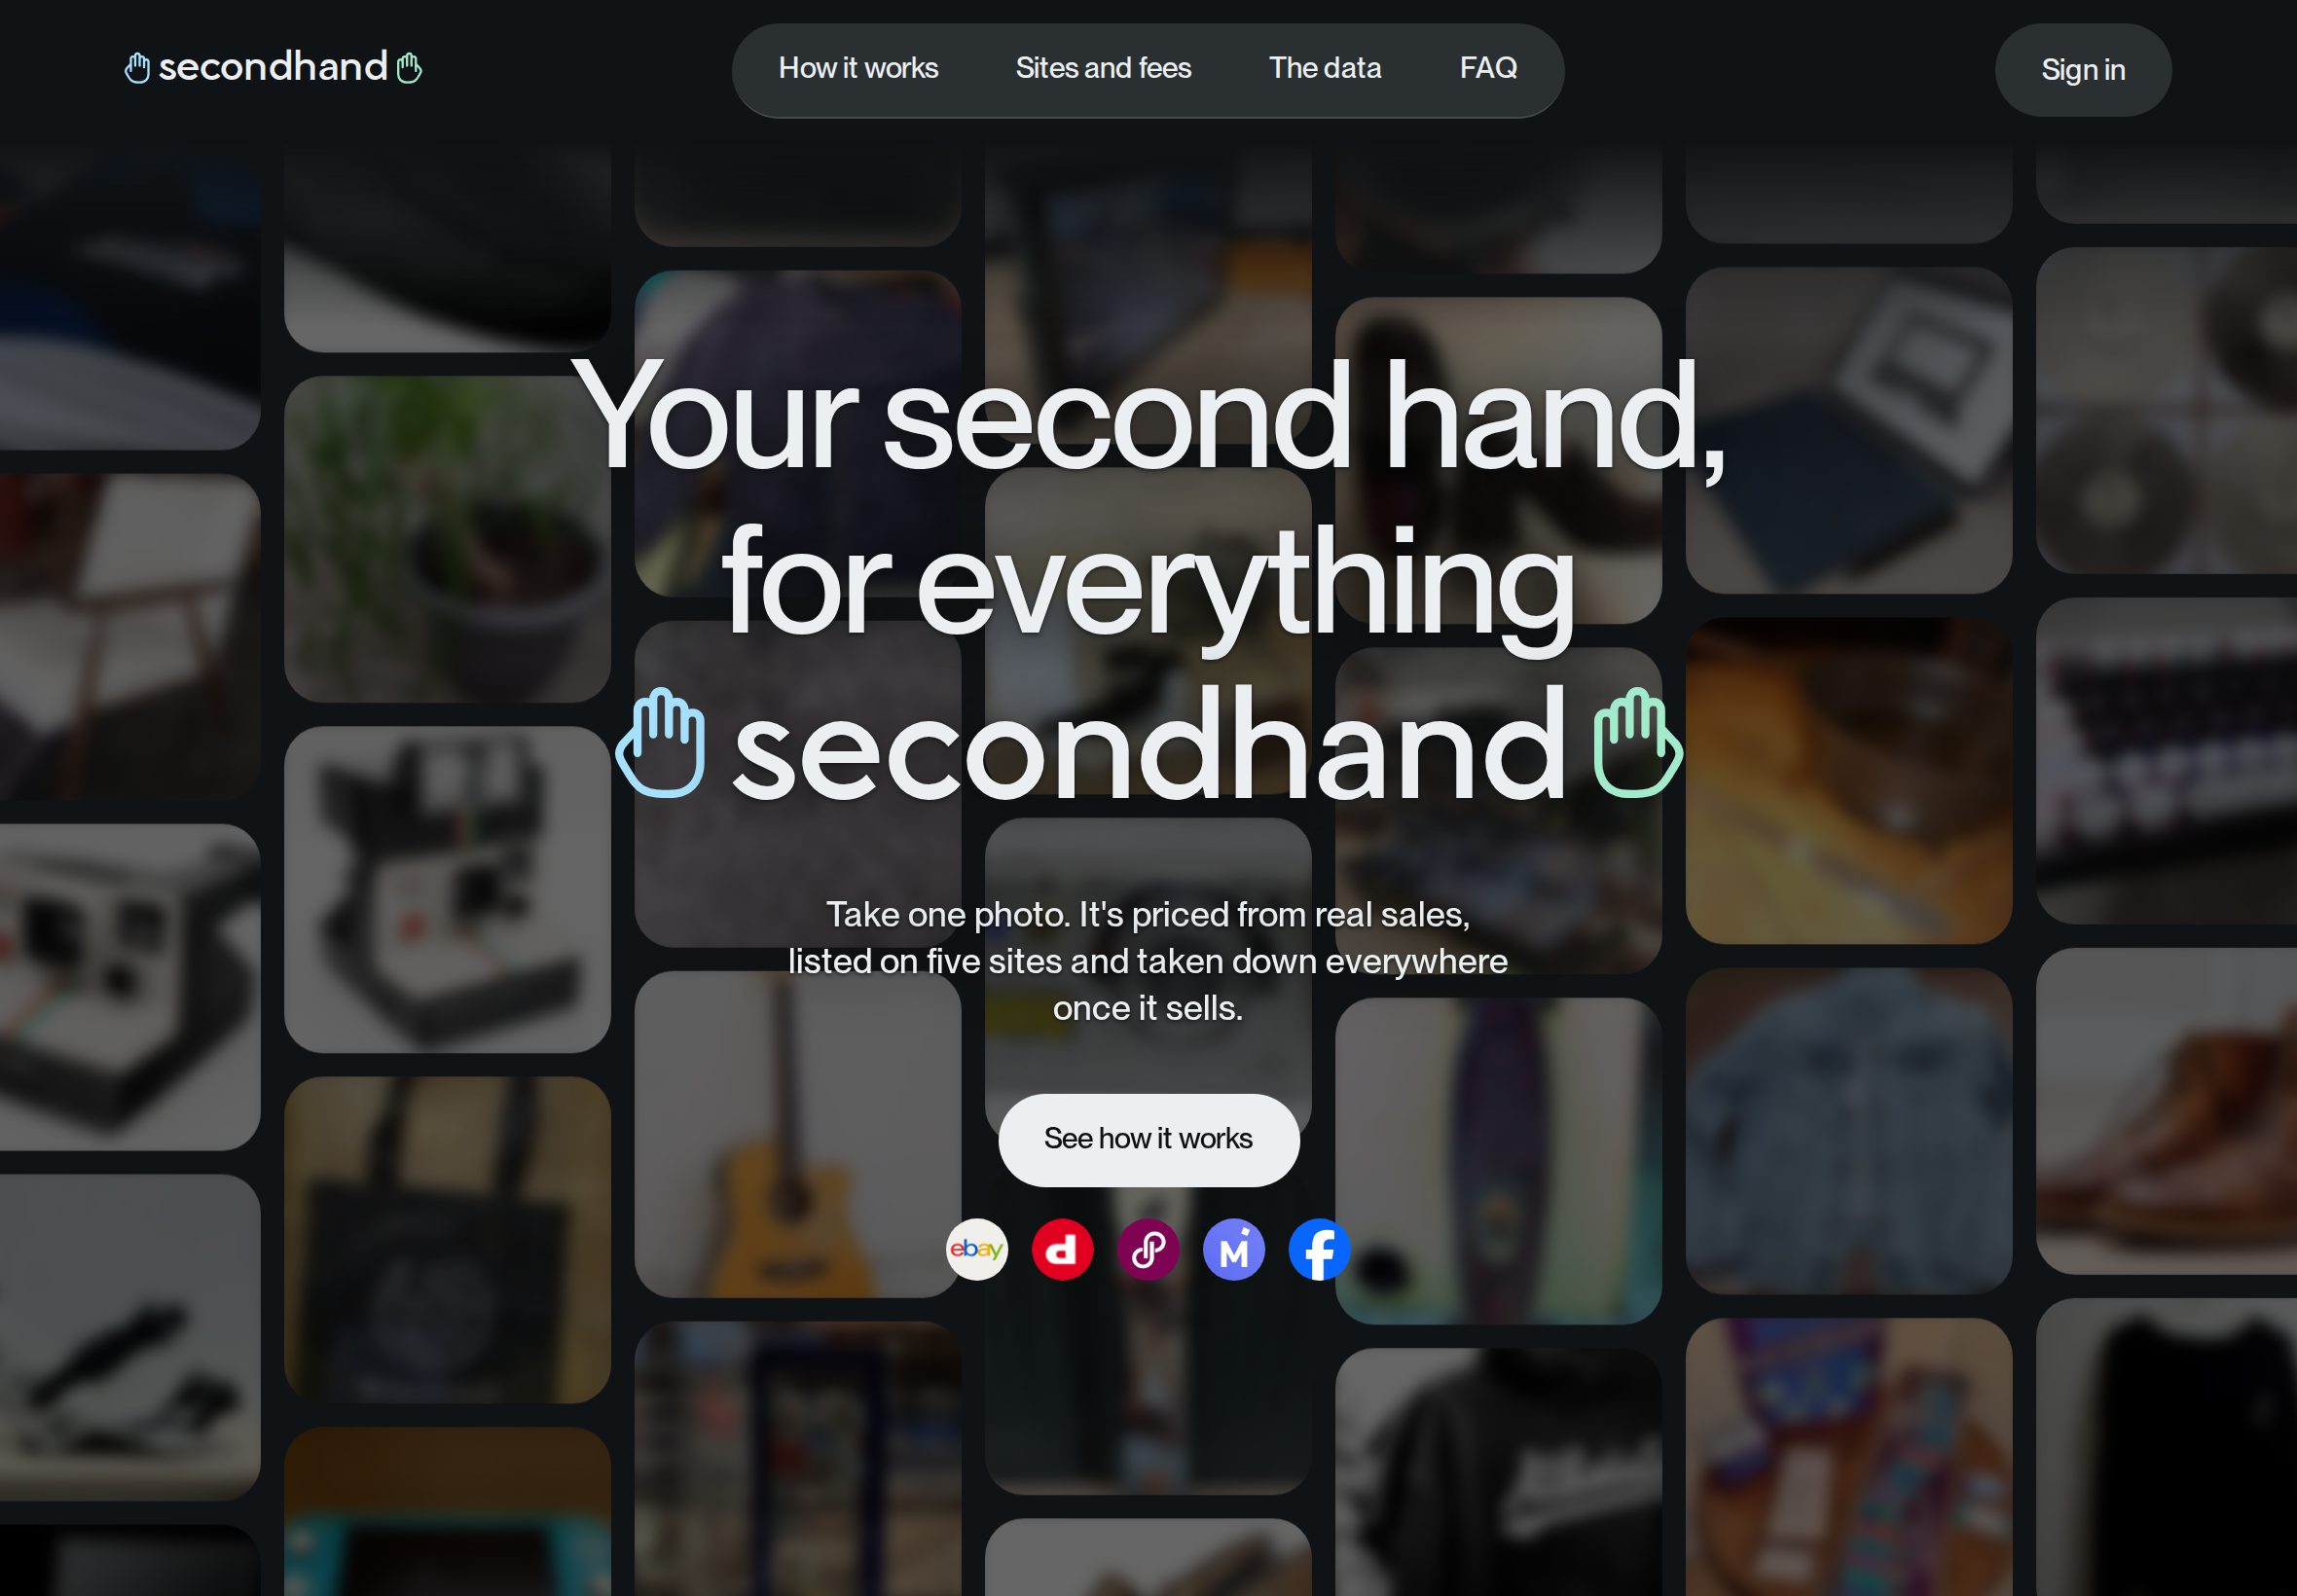 secondhand
How it works
Sites and fees
The data
FAQ
Sign in
Your second hand,
for everything
secondhand
Take one photo. It's priced from real sales,
listed on five sites and taken down everywhere
once it sells.
See how it works
ebay